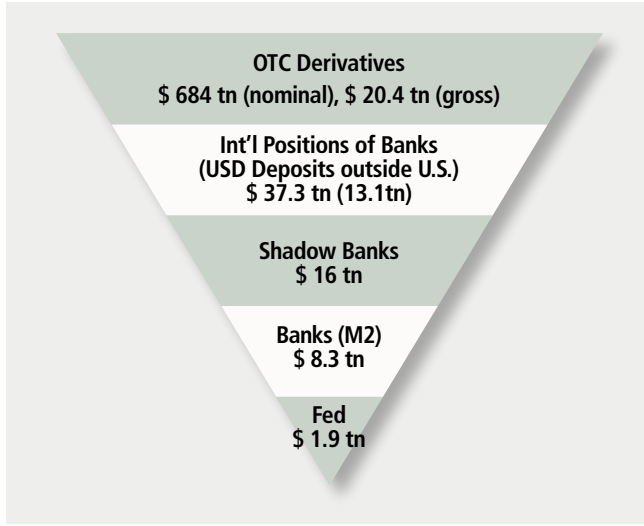 OTC Derivatives
$ 684 tn (nominal), $ 20.4 tn (gross)
Int'l Positions of Banks
(USD Deposits outside U.S.)
$ 37.3 tn (13.1tn)
Shadow Banks
$ 16 tn
Banks (M2)
$ 8.3 tn
Fed
$ 1.9 tn